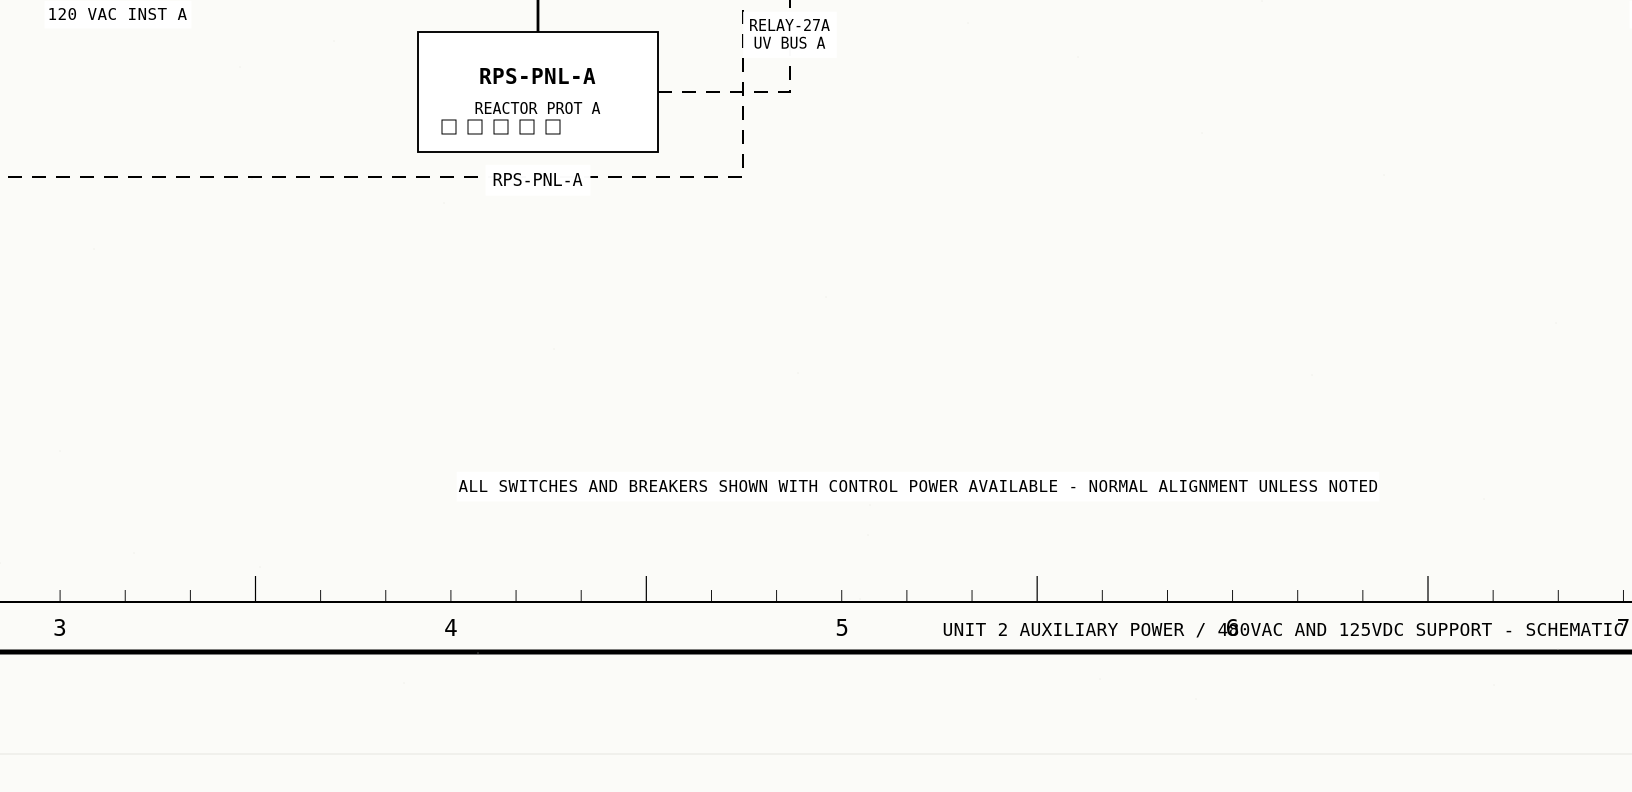 120 VAC INST A
RELAY-27A
UV BUS A
RPS-PNL-A
REACTOR PROT A
RPS-PNL-A
ALL SWITCHES AND BREAKERS SHOWN WITH CONTROL POWER AVAILABLE - NORMAL ALIGNMENT UNLESS NOTED
3 4 5 6 7
UNIT 2 AUXILIARY POWER / 480VAC AND 125VDC SUPPORT - SCHEMATIC